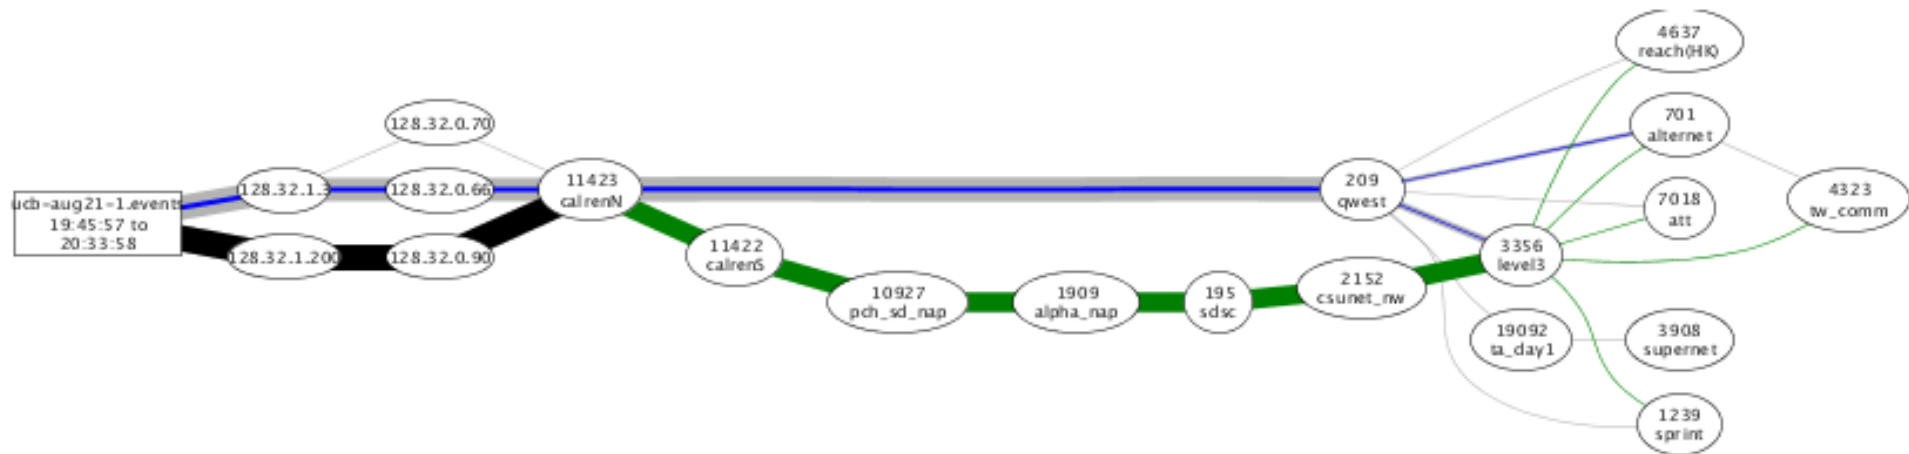 ucb-aug21-1.events
19:45:57 to
20:33:58
128.32.1.3
128.32.1.200
128.32.0.70
128.32.0.66
128.32.0.90
11423
calrenN
11422
calrenS
10927
pch_sd_nap
1909
alpha_nap
195
sdsc
2152
csunet_nw
209
qwest
3356
level3
19092
ta_day1
4637
reach(HK)
701
alternet
7018
att
3908
supernet
1239
sprint
4323
tw_comm